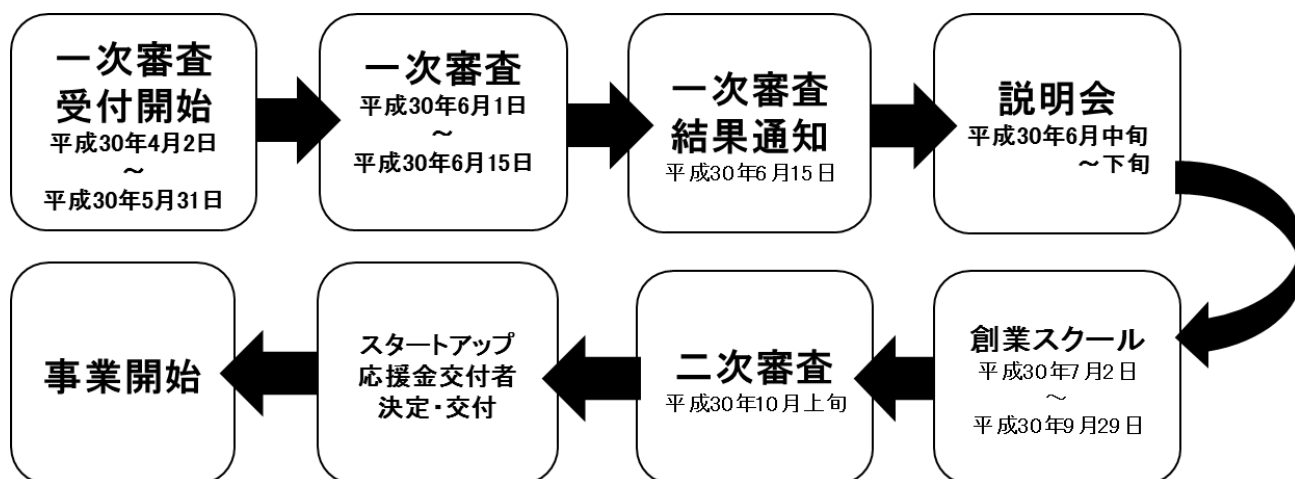 一次審査
受付開始
平成30年4月2日
～
平成30年5月31日
一次審査
平成30年6月1日
～
平成30年6月15日
一次審査
結果通知
平成30年6月15日
説明会
平成30年6月中旬
～下旬
創業スクール
平成30年7月2日
～
平成30年9月29日
二次審査
平成30年10月上旬
スタートアップ
応援金交付者
決定・交付
事業開始